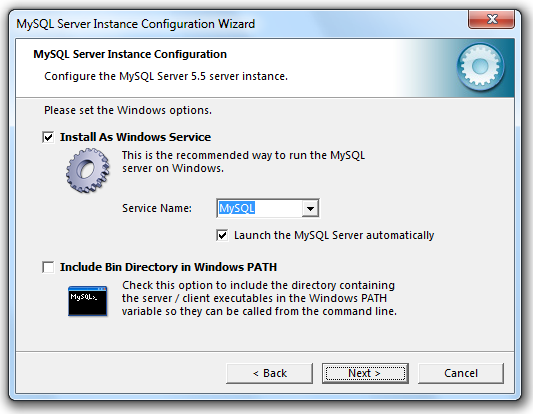 MySQL Server Instance Configuration Wizard
MySQL Server Instance Configuration
Configure the MySQL Server 5.5 server instance.
Please set the Windows options.
Install As Windows Service
This is the recommended way to run the MySQL
server on Windows.
Service Name: MySQL
Launch the MySQL Server automatically
Include Bin Directory in Windows PATH
MySQL>_
Check this option to include the directory containing
the server / client executables in the Windows PATH
variable so they can be called from the command line.
< Back Next > Cancel